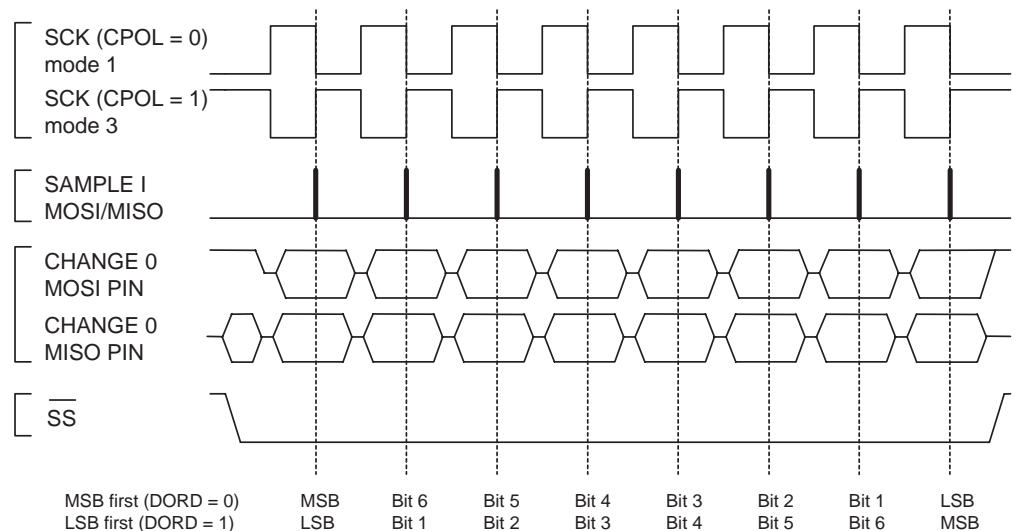 SCK (CPOL = 0)
mode 1
SCK (CPOL = 1)
mode 3
SAMPLE I
MOSI/MISO
CHANGE 0
MOSI PIN
CHANGE 0
MISO PIN
SS
MSB first (DORD = 0) MSB Bit 6 Bit 5 Bit 4 Bit 3 Bit 2 Bit 1 LSB
LSB first (DORD = 1) LSB Bit 1 Bit 2 Bit 3 Bit 4 Bit 5 Bit 6 MSB